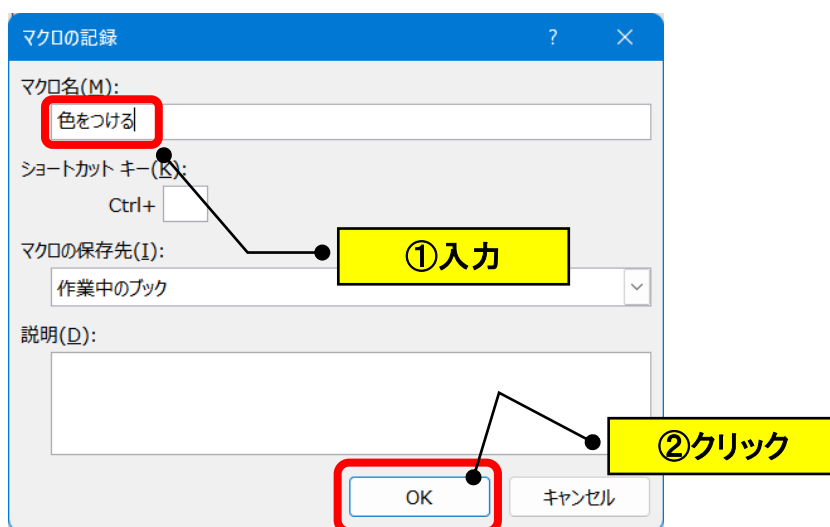 マクロの記録 ? ×
マクロ名(M):
色をつける
ショートカット キー(K):
Ctrl+
マクロの保存先(I):
①入力
作業中のブック
説明(D):
②クリック
OK キャンセル